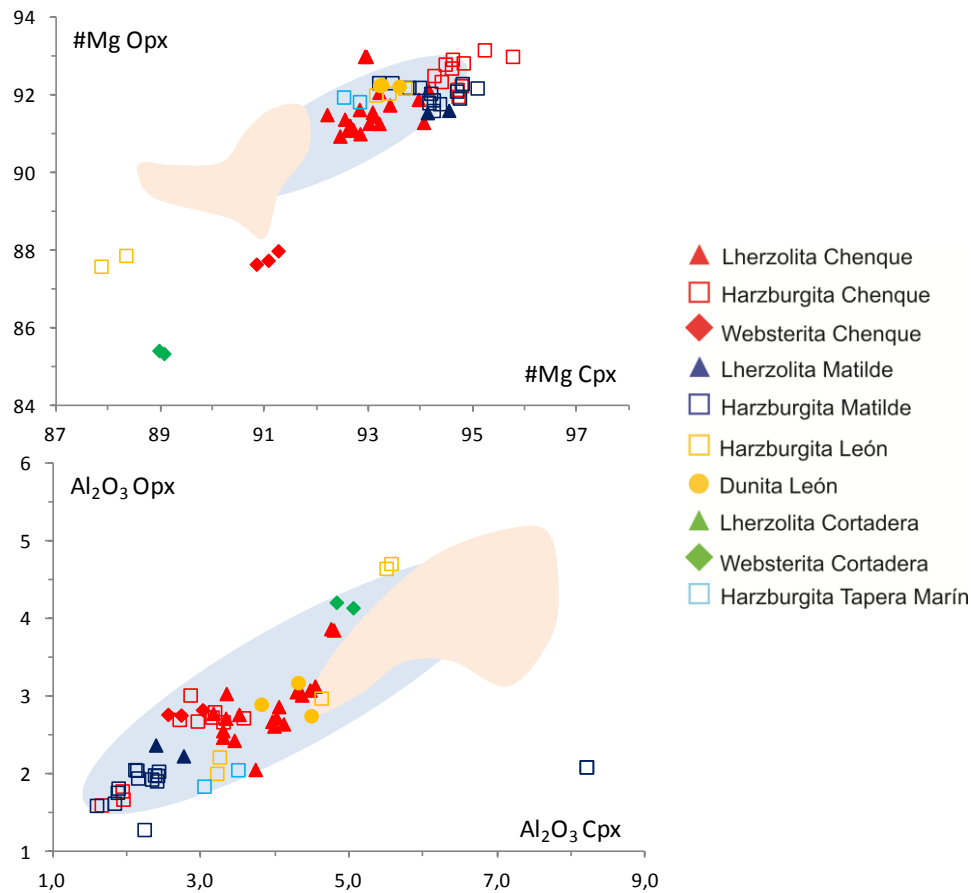 94
#Mg Opx
92
90
88
86
84
#Mg Cpx
87 89 91 93 95 97
6
Al₂O₃ Opx
5
4
3
2
1
Al₂O₃ Cpx
1,0 3,0 5,0 7,0 9,0
Lherzolita Chenque
Harzburgita Chenque
Websterita Chenque
Lherzolita Matilde
Harzburgita Matilde
Harzburgita León
Dunita León
Lherzolita Cortadera
Websterita Cortadera
Harzburgita Tapera Marín